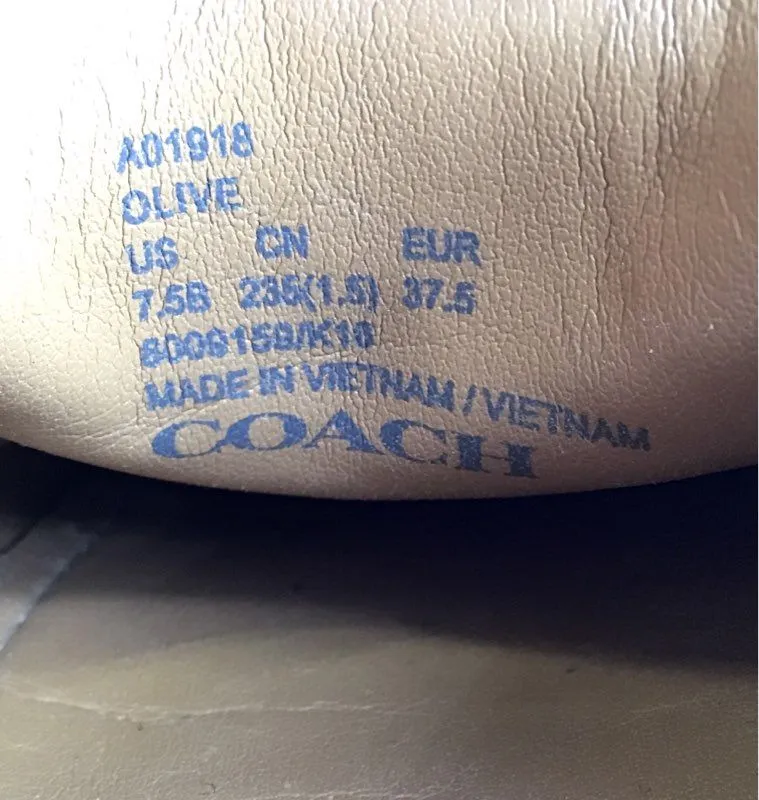 A01918
OLIVE
US CN EUR
7.5B 235(1.5) 37.5
MADE IN VIETNAM / VIETNAM
COACH